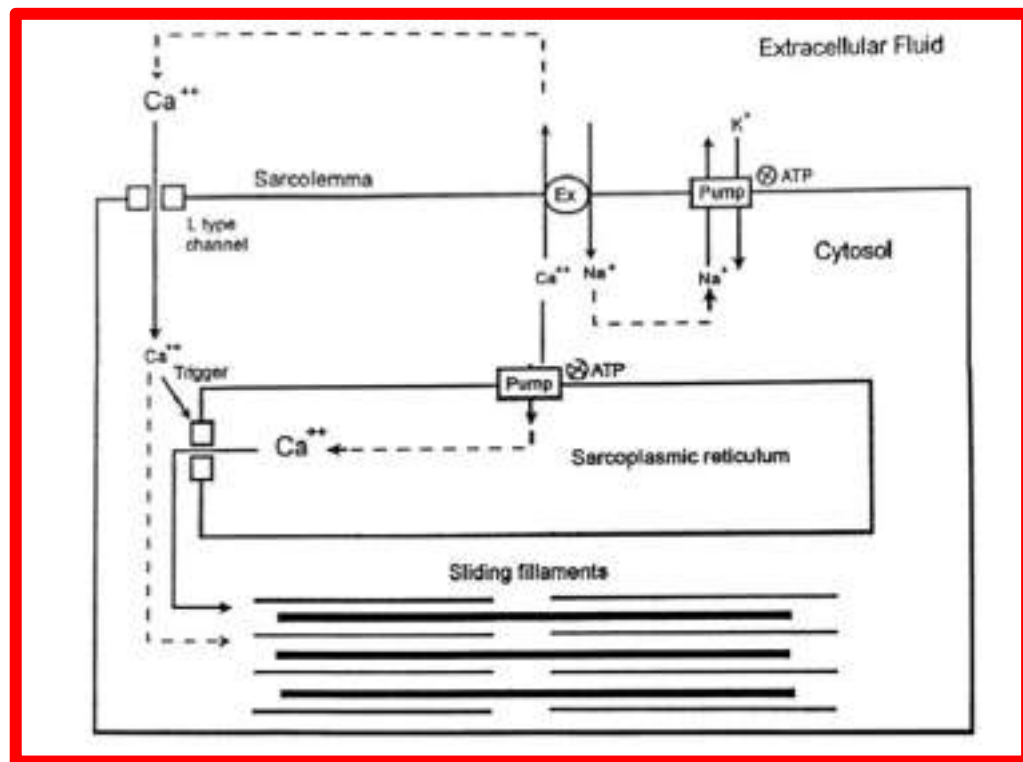 Extracellular Fluid
Ca++
K+
ATP
Sarcolemma
Ex
Pump
L type
channel
Cytosol
Ca++ Na+
Na+
Ca++
Trigger
Pump
ATP
Ca++
Sarcoplasmic reticulum
Sliding fillaments